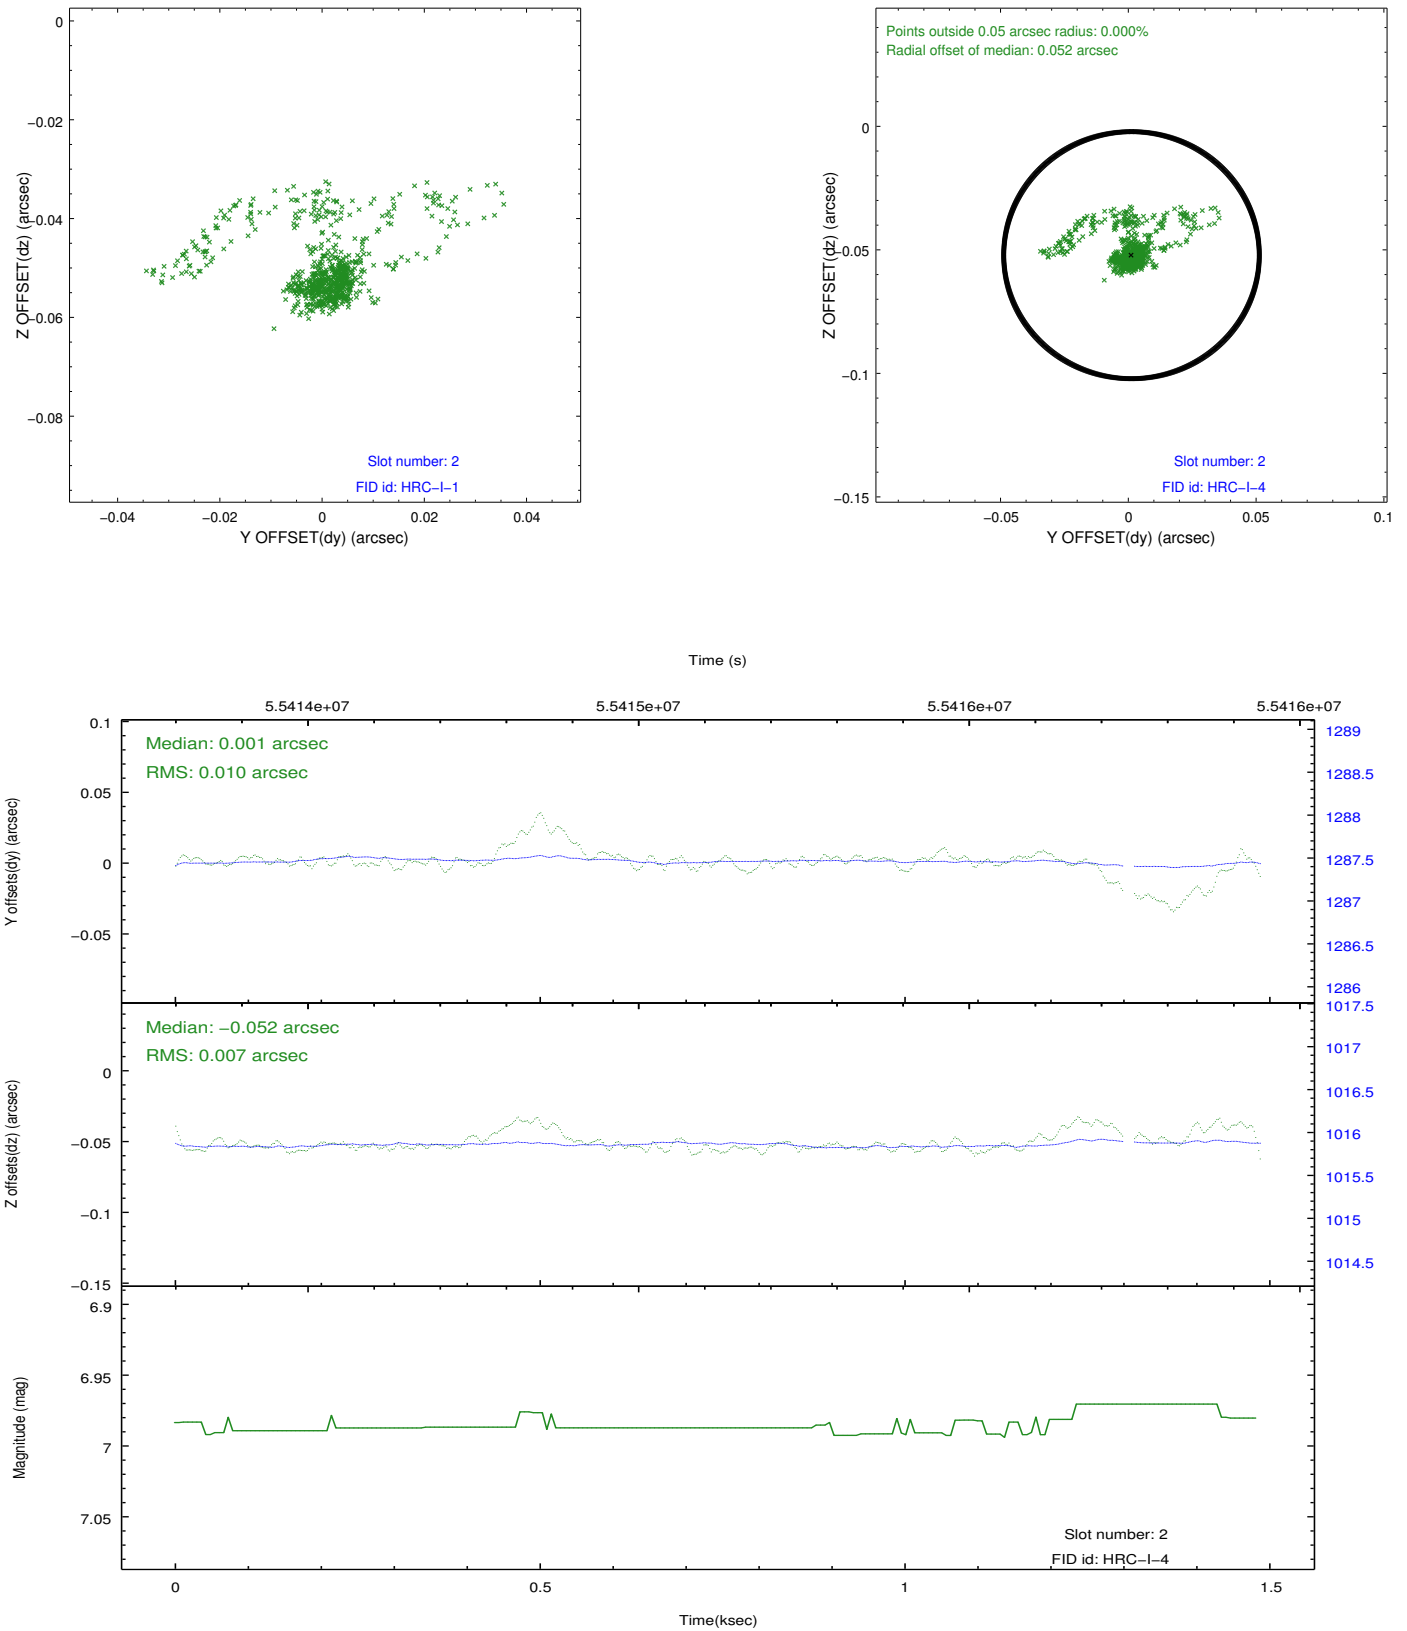 0
−0.02
−0.04
−0.06
−0.08
Z OFFSET(dz) (arcsec)
Slot number: 2
FID id: HRC−I−1
−0.04
−0.02
0
0.02
0.04
Y OFFSET(dy) (arcsec)
Points outside 0.05 arcsec radius: 0.000%
Radial offset of median: 0.052 arcsec
0
−0.05
−0.1
−0.15
Z OFFSET(dz) (arcsec)
Slot number: 2
FID id: HRC−I−4
−0.05
0
0.05
0.1
Y OFFSET(dy) (arcsec)
Time (s)
5.5414e+07
5.5415e+07
5.5416e+07
5.5416e+07
0.1
0.05
0
−0.05
Y offsets(dy) (arcsec)
Median: 0.001 arcsec
RMS: 0.010 arcsec
1289
1288.5
1288
1287.5
1287
1286.5
1286
0
−0.05
−0.1
−0.15
Z offsets(dz) (arcsec)
Median: −0.052 arcsec
RMS: 0.007 arcsec
1017.5
1017
1016.5
1016
1015.5
1015
1014.5
6.9
6.95
7
7.05
Magnitude (mag)
Slot number: 2
FID id: HRC−I−4
0
0.5
1
1.5
Time(ksec)